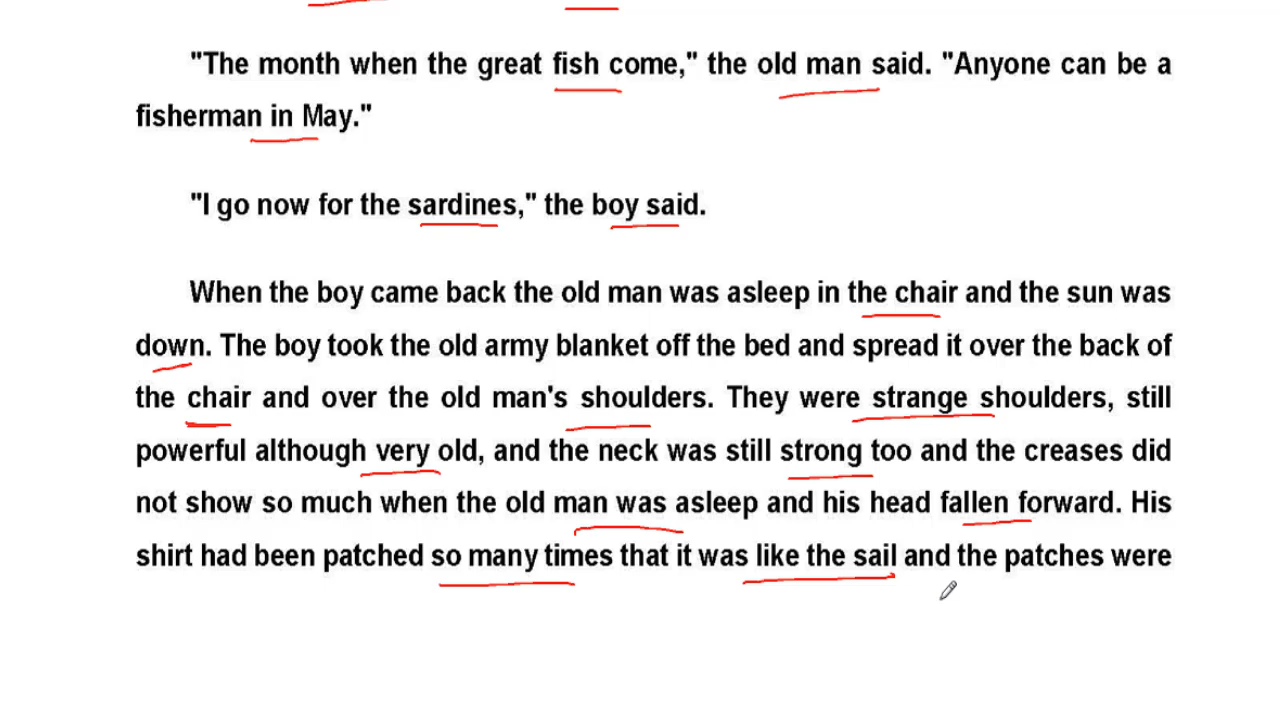 "The month when the great fish come," the old man said. "Anyone can be a
fisherman in May."
"I go now for the sardines," the boy said.
When the boy came back the old man was asleep in the chair and the sun was
down. The boy took the old army blanket off the bed and spread it over the back of
the chair and over the old man's shoulders. They were strange shoulders, still
powerful although very old, and the neck was still strong too and the creases did
not show so much when the old man was asleep and his head fallen forward. His
shirt had been patched so many times that it was like the sail and the patches were